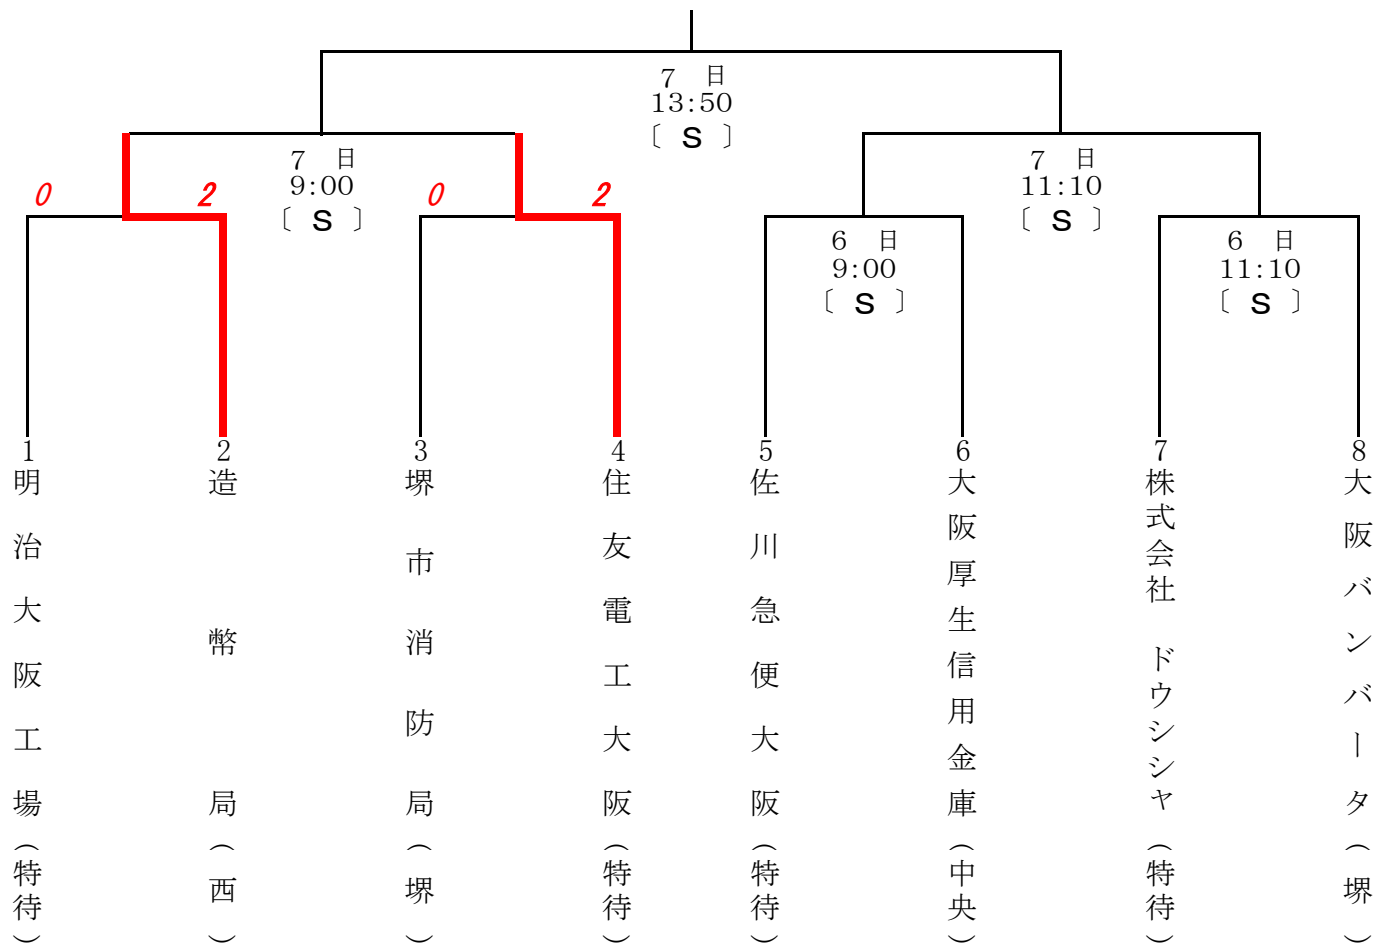 7 日
13:50
〔 S 〕
7 日
9:00
〔 S 〕
7 日
11:10
〔 S 〕
0
2
0
2
6 日
9:00
〔 S 〕
6 日
11:10
〔 S 〕
1
明治大阪工場(特待)
2
造幣局(西)
3
堺市消防局(堺)
4
住友電工大阪(特待)
5
佐川急便大阪(特待)
6
大阪厚生信用金庫(中央)
7
株式会社 ドウシシャ(特待)
8
大阪バンバータ(堺)